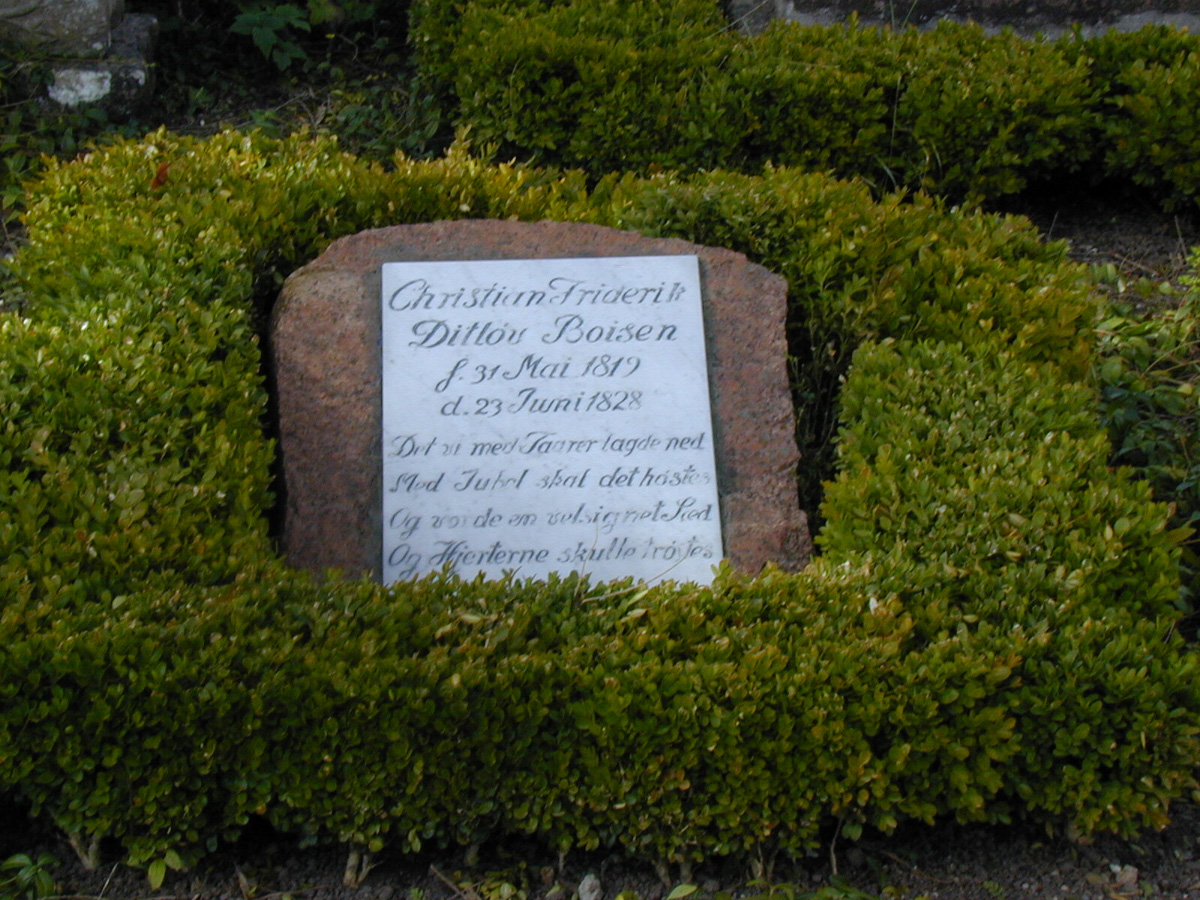 Christian Friderik
Ditlóv Boisen
f. 31 Mai 1819
d. 23 Juni 1828
Det vi med Taarer lagde ned
Med Jubel skal det høstes
Og vorde en velsignet Sæd
Og Hjerterne skulle trøstes